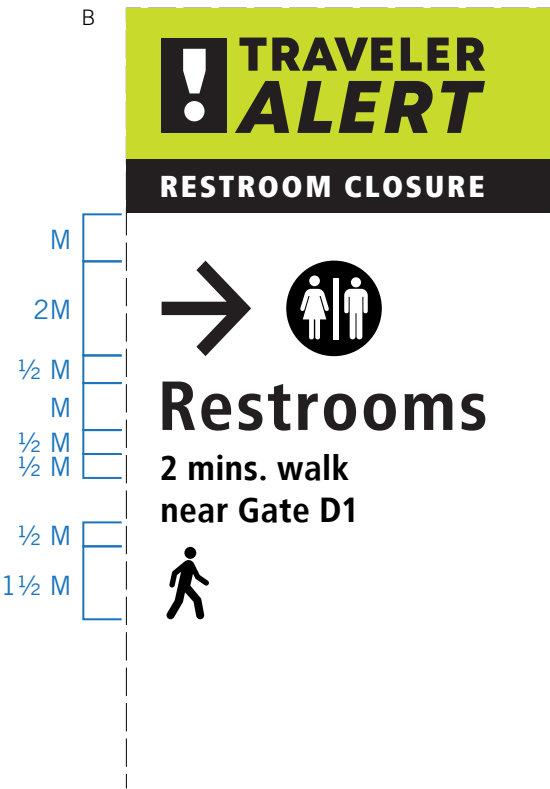 B
TRAVELER
ALERT
RESTROOM CLOSURE
M
2M
½ M
M
Restrooms
½ M
½ M
2 mins. walk
near Gate D1
½ M
1½ M